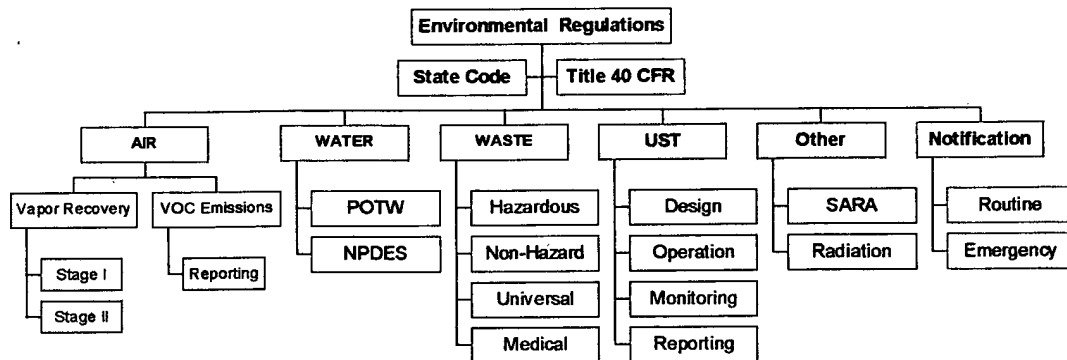 Environmental Regulations
State Code
Title 40 CFR
AIR
WATER
WASTE
UST
Other
Notification
Vapor Recovery
VOC Emissions
Stage I
Stage II
Reporting
POTW
NPDES
Hazardous
Non-Hazard
Universal
Medical
Design
Operation
Monitoring
Reporting
SARA
Radiation
Routine
Emergency